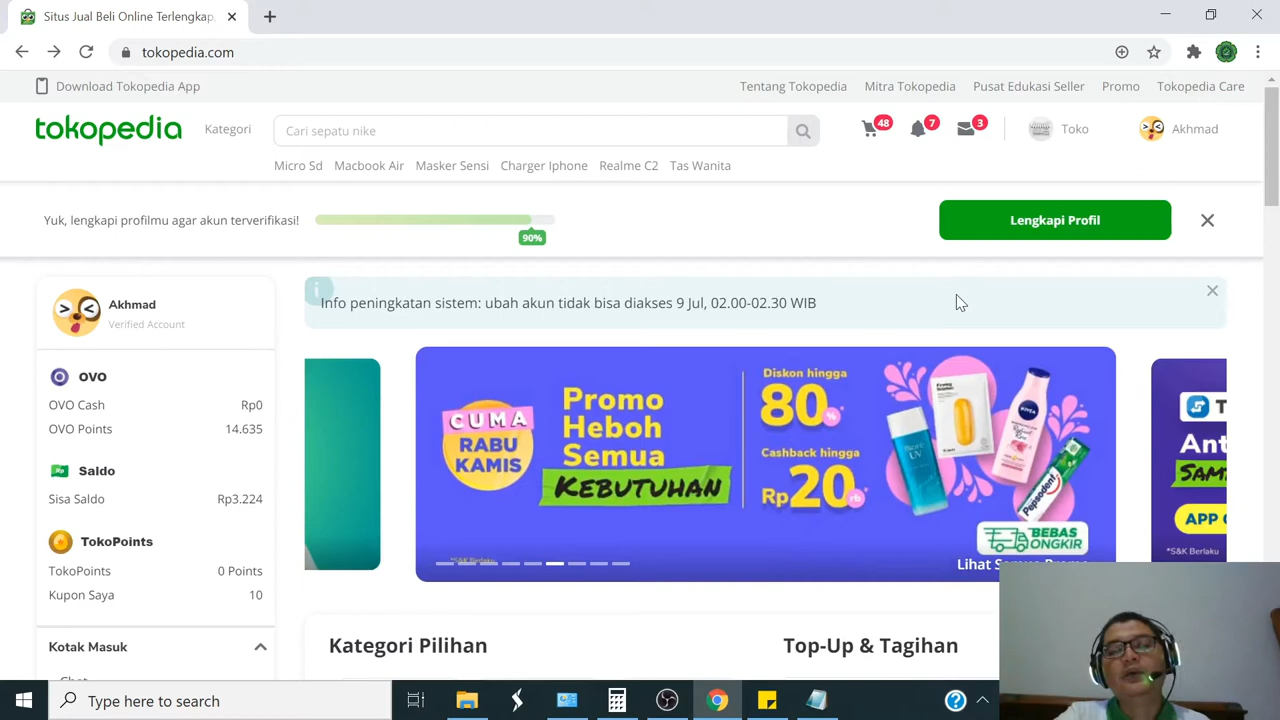 Situs Jual Beli Online Terlengkap,
tokopedia.com
Download Tokopedia App
Tentang Tokopedia Mitra Tokopedia Pusat Edukasi Seller Promo Tokopedia Care
tokopedia Kategori Cari sepatu nike 48 7 3 Toko Akhmad
Micro Sd Macbook Air Masker Sensi Charger Iphone Realme C2 Tas Wanita
Yuk, lengkapi profilmu agar akun terverifikasi!
90%
Lengkapi Profil
Akhmad
Verified Account
OVO
OVO Cash Rp0
OVO Points 14.635
Saldo
Sisa Saldo Rp3.224
TokoPoints
TokoPoints 0 Points
Kupon Saya 10
Kotak Masuk
Info peningkatan sistem: ubah akun tidak bisa diakses 9 Jul, 02.00-02.30 WIB
CUMA
RABU
KAMIS
Promo
Heboh
Semua
KEBUTUHAN
*S&K Berlaku
Diskon hingga
80%*
Cashback hingga
Rp20rb*
NIVEA
Pepsodent
BEBAS
ONGKIR
APP
*S&K Berlaku
Kategori Pilihan
Top-Up & Tagihan
Type here to search